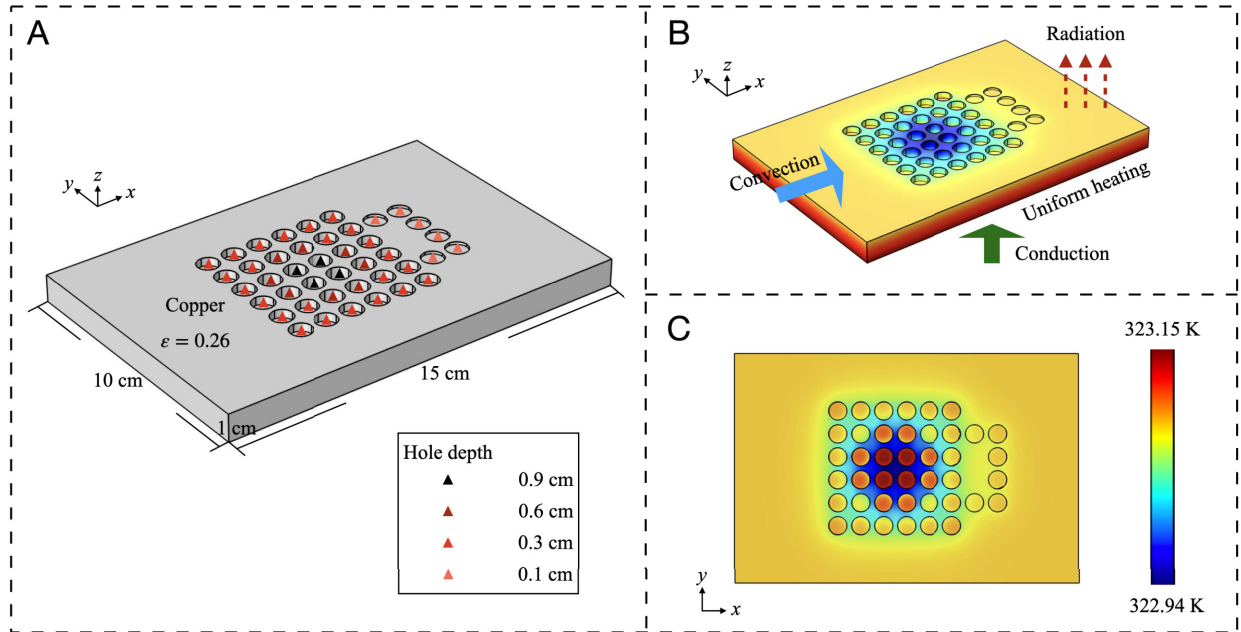 A
z
y
x
Copper
ε = 0.26
10 cm
1 cm
15 cm
Hole depth
0.9 cm
0.6 cm
0.3 cm
0.1 cm
B
Radiation
z
y
x
Convection
Uniform heating
Conduction
C
323.15 K
322.94 K
y
x